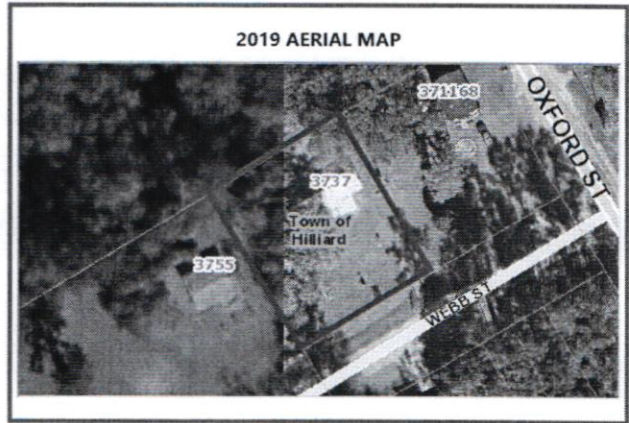 2019 AERIAL MAP
371168
OXFORD ST
3737
Town of
Hilliard
3755
WEBB ST